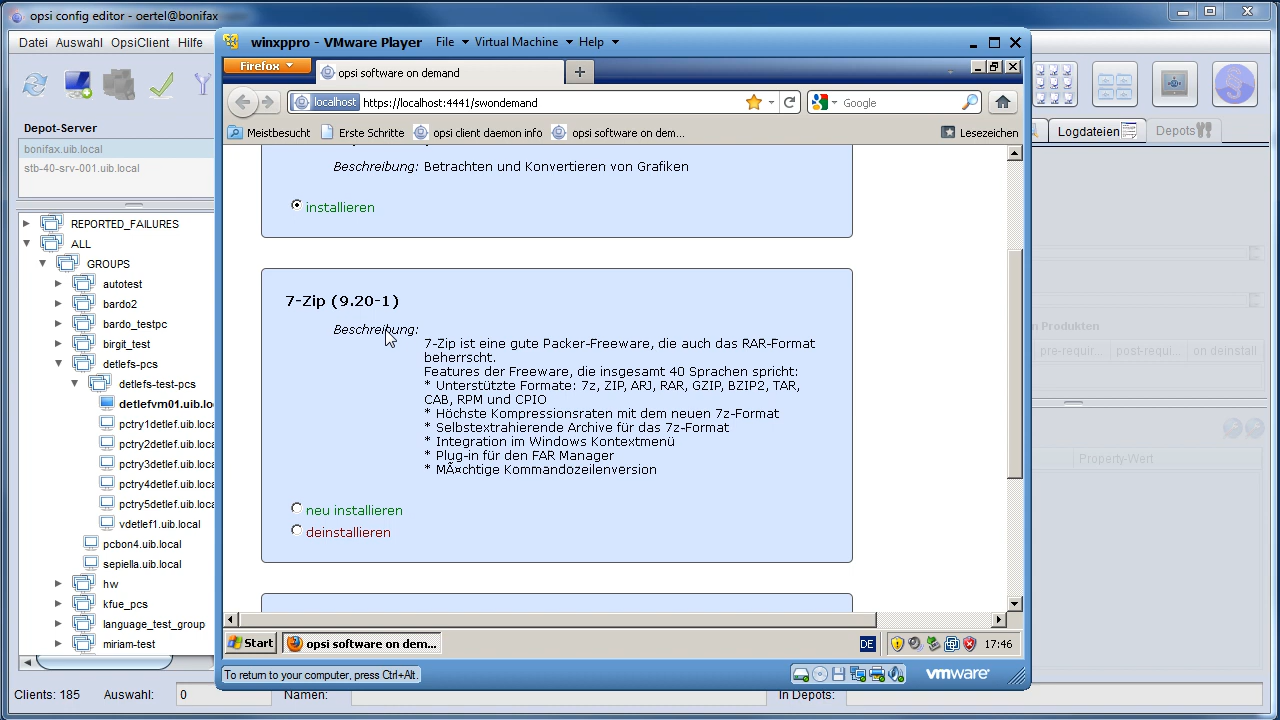 opsi config editor - oertel@bonifax
Datei Auswahl OpsiClient Hilfe
Depot-Server
bonifax.uib.local
stb-40-srv-001.uib.local
REPORTED_FAILURES
ALL
GROUPS
autotest
bardo2
bardo_testpc
birgit_test
detlefs-pcs
detlefs-test-pcs
detlefvm01.uib.lo
pctry1detlef.uib.loc
pctry2detlef.uib.loc
pctry3detlef.uib.loc
pctry4detlef.uib.loc
pctry5detlef.uib.loc
vdetlef1.uib.local
pcbon4.uib.local
sepiella.uib.local
hw
kfue_pcs
language_test_group
miriam-test
Clients: 185 Auswahl: 0 Namen: In Depots:
winxppro - VMware Player File Virtual Machine Help
Firefox opsi software on demand
localhost https://localhost:4441/swondemand Google
Meistbesucht Erste Schritte opsi client daemon info opsi software on dem... Lesezeichen
Beschreibung: Betrachten und Konvertieren von Grafiken
installieren
7-Zip (9.20-1)
Beschreibung:
7-Zip ist eine gute Packer-Freeware, die auch das RAR-Format
beherrscht.
Features der Freeware, die insgesamt 40 Sprachen spricht:
* Unterstützte Formate: 7z, ZIP, ARJ, RAR, GZIP, BZIP2, TAR,
CAB, RPM und CPIO
* Höchste Kompressionsraten mit dem neuen 7z-Format
* Selbstextrahierende Archive für das 7z-Format
* Integration im Windows Kontextmenü
* Plug-in für den FAR Manager
* MÃ¤chtige Kommandozeilenversion
neu installieren
deinstallieren
Start opsi software on dem... DE 17:46
To return to your computer, press Ctrl+Alt. vmware
Logdateien Depots
n Produkten
pre-requir... post-requi... on deinstall
Property-Wert